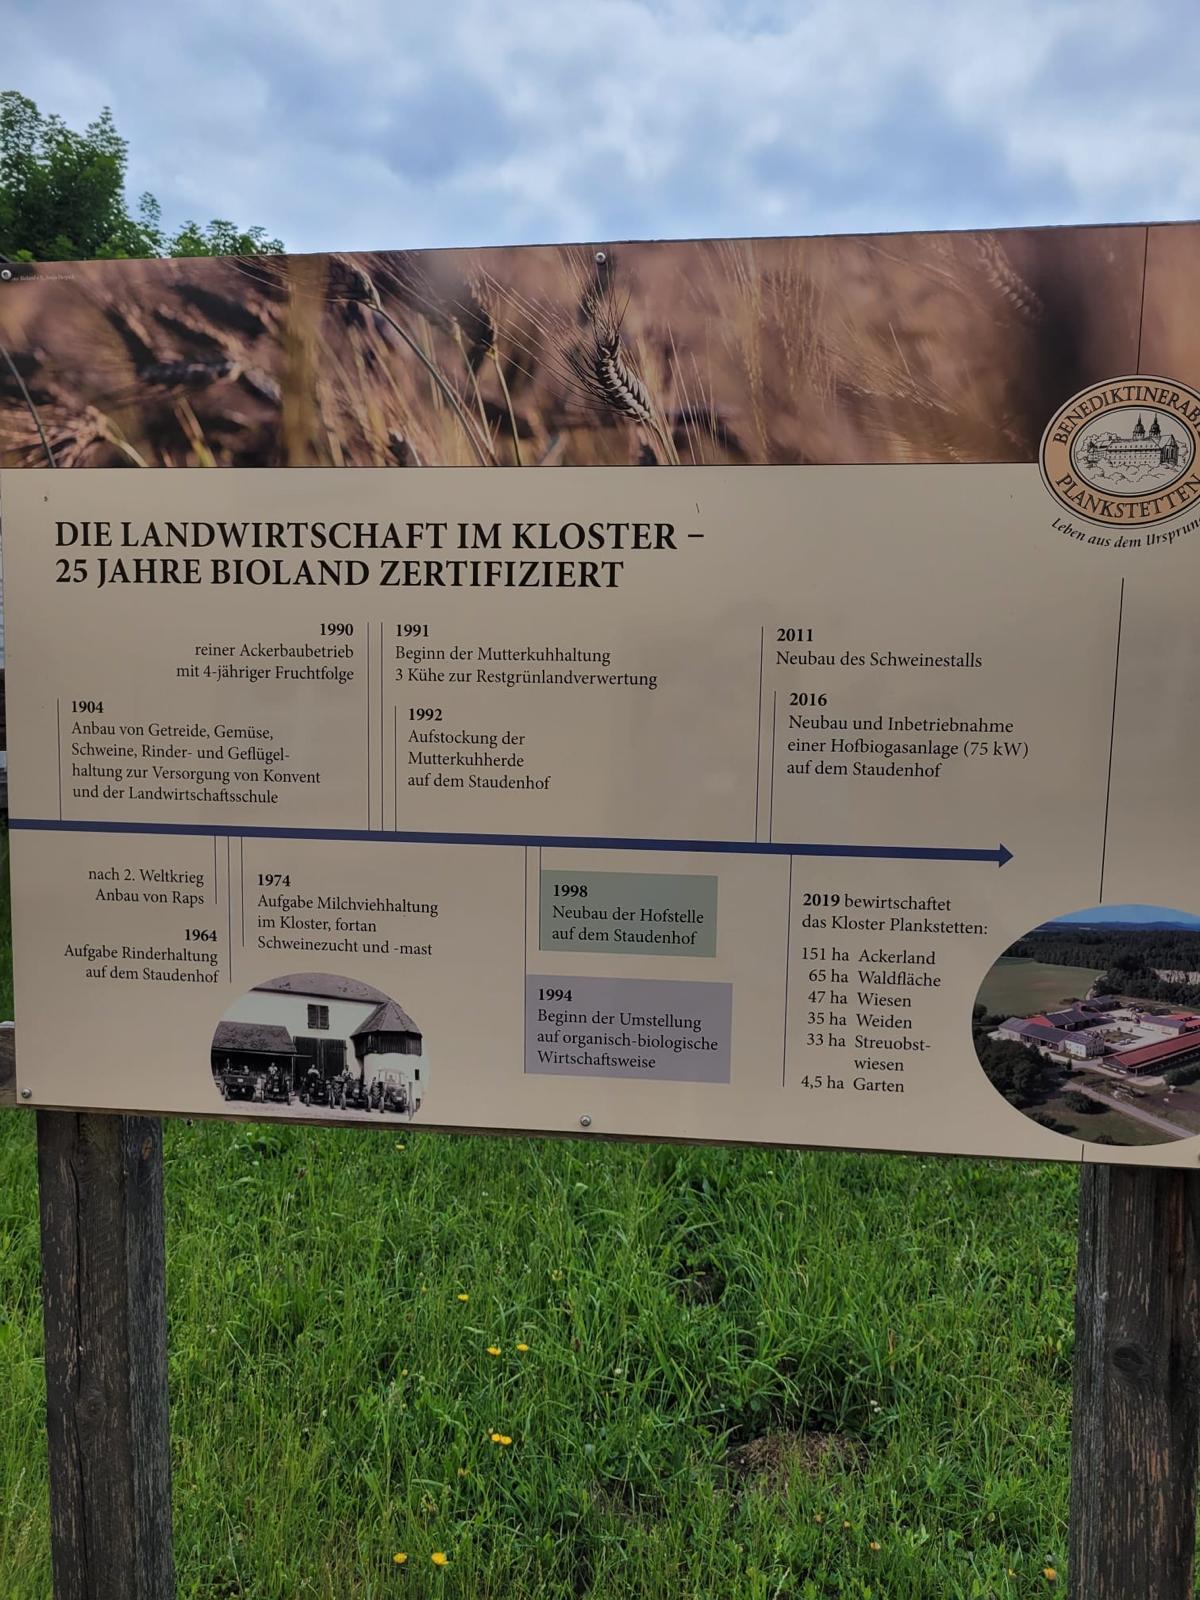 DIE LANDWIRTSCHAFT IM KLOSTER –
25 JAHRE BIOLAND ZERTIFIZIERT
BENEDIKTINERAB
PLANKSTETTEN
Leben aus dem Ursprun
1990
reiner Ackerbaubetrieb
mit 4-jähriger Fruchtfolge
1991
Beginn der Mutterkuhhaltung
3 Kühe zur Restgrünlandverwertung
2011
Neubau des Schweinestalls
1904
Anbau von Getreide, Gemüse,
Schweine, Rinder- und Geflügel-
haltung zur Versorgung von Konvent
und der Landwirtschaftsschule
1992
Aufstockung der
Mutterkuhherde
auf dem Staudenhof
2016
Neubau und Inbetriebnahme
einer Hofbiogasanlage (75 kW)
auf dem Staudenhof
nach 2. Weltkrieg
Anbau von Raps
1964
Aufgabe Rinderhaltung
auf dem Staudenhof
1974
Aufgabe Milchviehhaltung
im Kloster, fortan
Schweinezucht und -mast
1998
Neubau der Hofstelle
auf dem Staudenhof
1994
Beginn der Umstellung
auf organisch-biologische
Wirtschaftsweise
2019 bewirtschaftet
das Kloster Plankstetten:
151 ha Ackerland
65 ha Waldfläche
47 ha Wiesen
35 ha Weiden
33 ha Streuobst-
wiesen
4,5 ha Garten